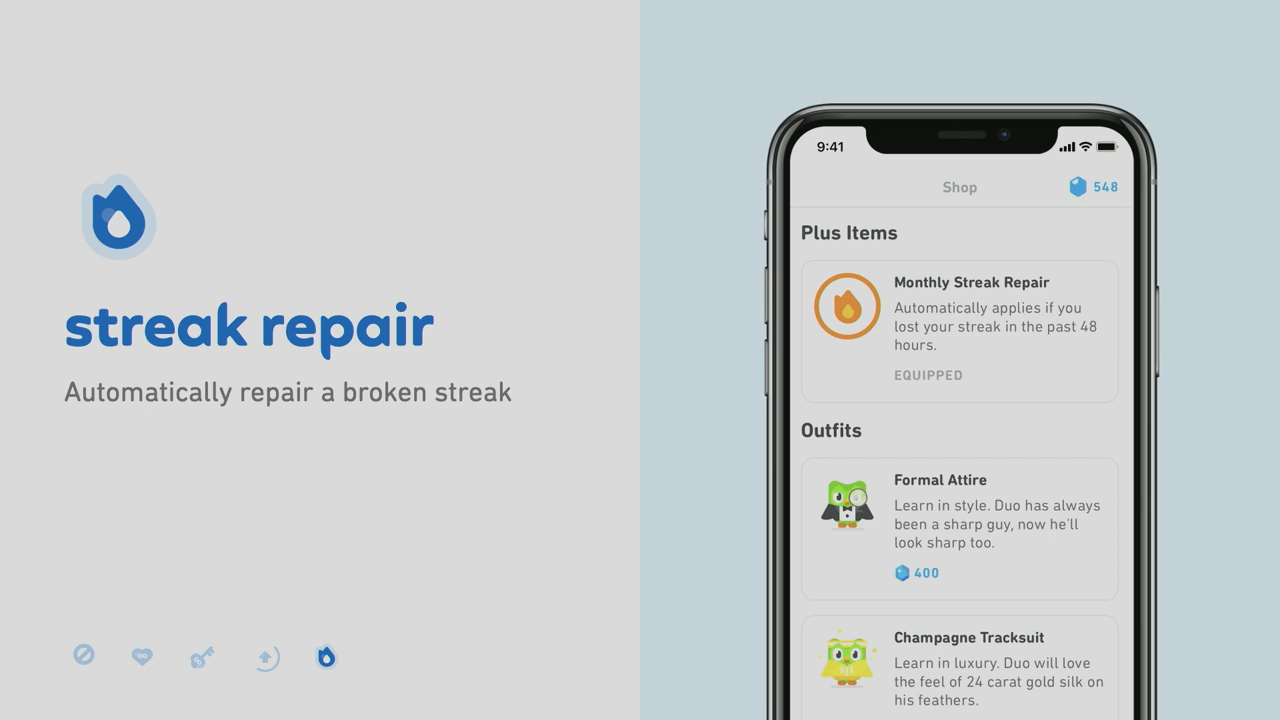 streak repair
Automatically repair a broken streak
9:41
Shop
548
Plus Items
Monthly Streak Repair
Automatically applies if you
lost your streak in the past 48
hours.
EQUIPPED
Outfits
Formal Attire
Learn in style. Duo has always
been a sharp guy, now he'll
look sharp too.
400
Champagne Tracksuit
Learn in luxury. Duo will love
the feel of 24 carat gold silk on
his feathers.